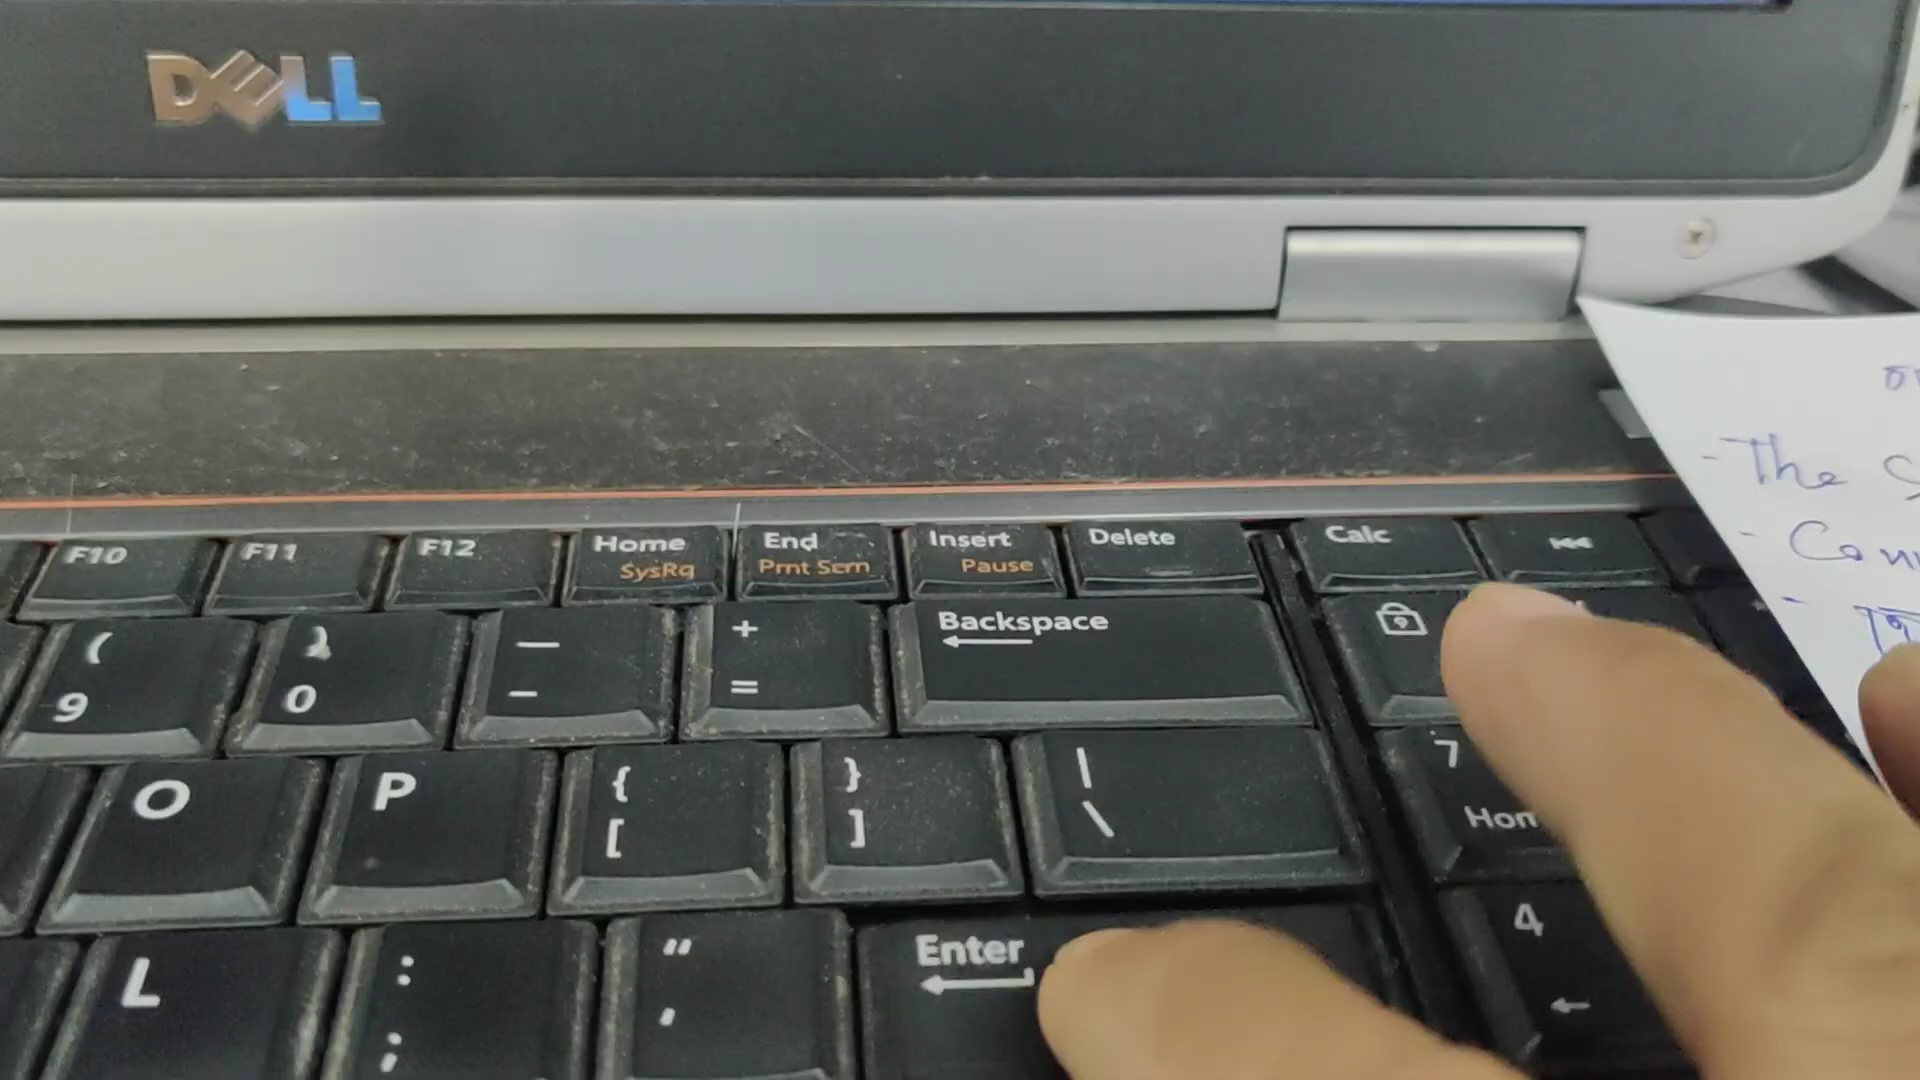 DELL
- The
-
-
F10 F11 F12 Home End Insert Delete Calc
SysRq Prnt Scrn Pause
( ) _ + Backspace
9 0 - =
O P { } | 7
[ ] \
L : " Enter 4
; '